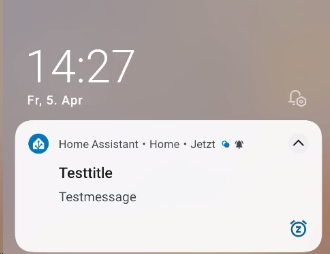 14:27
Fr, 5. Apr
Home Assistant • Home • Jetzt
Testtitle
Testmessage